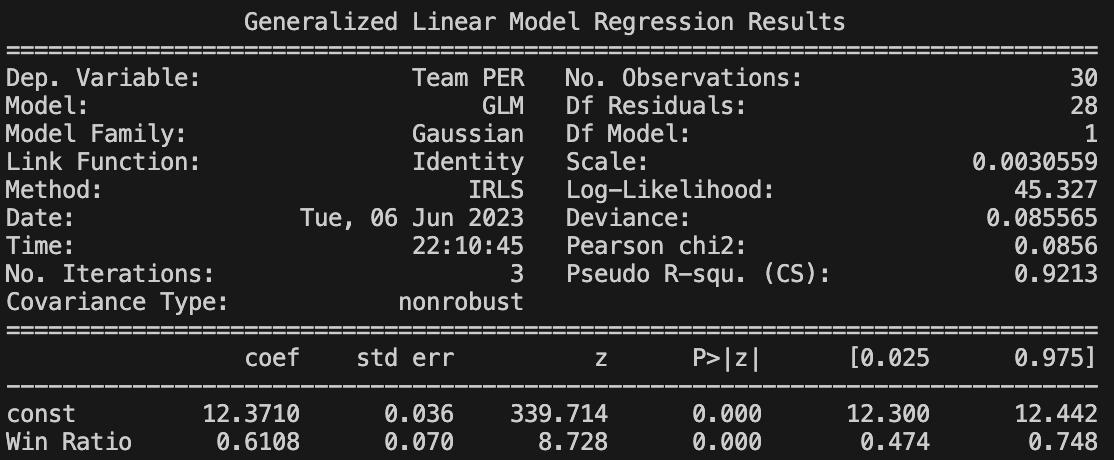 Generalized Linear Model Regression Results
==============================================================================
Dep. Variable:               Team PER   No. Observations:                   30
Model:                            GLM   Df Residuals:                       28
Model Family:                Gaussian   Df Model:                            1
Link Function:               Identity   Scale:                       0.0030559
Method:                          IRLS   Log-Likelihood:                 45.327
Date:                Tue, 06 Jun 2023   Deviance:                     0.085565
Time:                        22:10:45   Pearson chi2:                   0.0856
No. Iterations:                     3   Pseudo R-squ. (CS):             0.9213
Covariance Type:            nonrobust
==============================================================================
                 coef    std err          z      P>|z|      [0.025      0.975]
------------------------------------------------------------------------------
const         12.3710      0.036    339.714      0.000      12.300      12.442
Win Ratio      0.6108      0.070      8.728      0.000       0.474       0.748